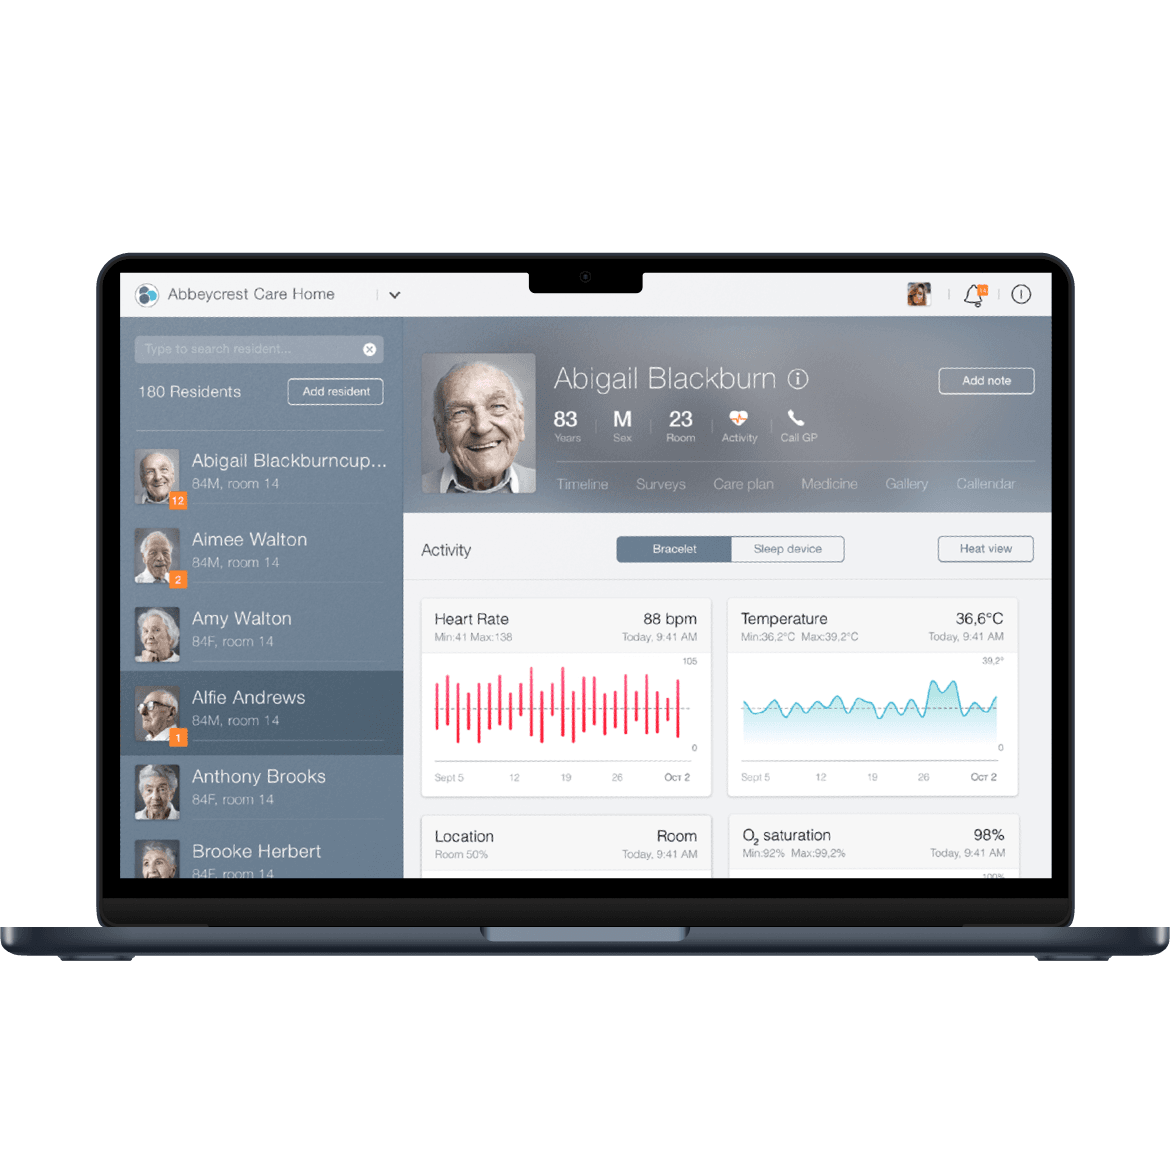 Abbeycrest Care Home
14
Type to search resident...
180 Residents
Add resident
Abigail Blackburncup...
84M, room 14
12
Aimee Walton
84M, room 14
2
Amy Walton
84F, room 14
Alfie Andrews
84M, room 14
1
Anthony Brooks
84F, room 14
Brooke Herbert
84F, room 14
Abigail Blackburn
Add note
83 M 23
Years Sex Room Activity Call GP
Timeline Surveys Care plan Medicine Gallery Callendar
Activity
Bracelet Sleep device
Heat view
Heart Rate 88 bpm
Min:41 Max:138 Today, 9:41 AM
105
0
Sept 5 12 19 26 Oct 2
Temperature 36,6°C
Min:36,2°C Max:39,2°C Today, 9:41 AM
39,2°
0
Sept 5 12 19 26 Oct 2
Location Room
Room 50% Today, 9:41 AM
O2 saturation 98%
Min:92% Max:99,2% Today, 9:41 AM
100%